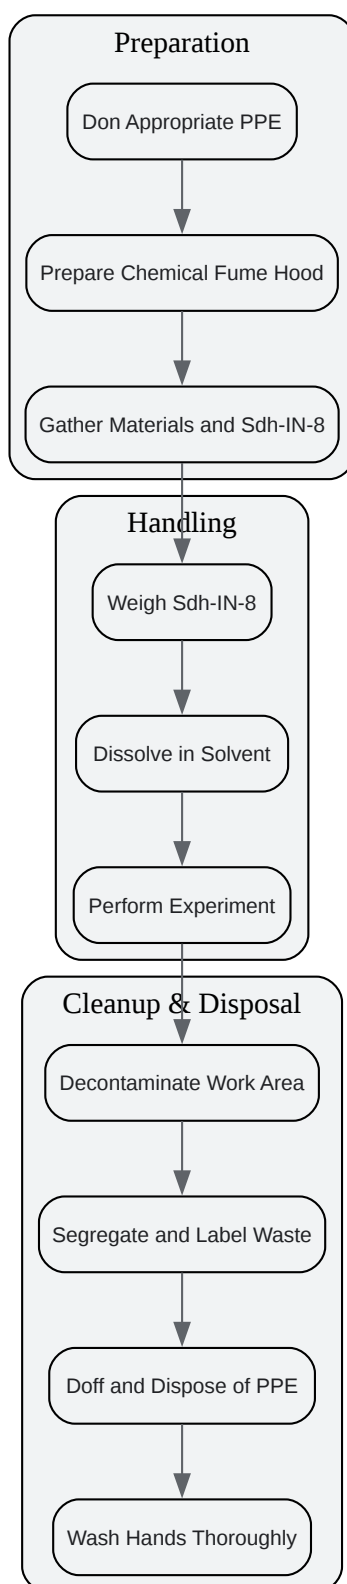 Preparation
Don Appropriate PPE
Prepare Chemical Fume Hood
Gather Materials and Sdh-IN-8
Handling
Weigh Sdh-IN-8
Dissolve in Solvent
Perform Experiment
Cleanup & Disposal
Decontaminate Work Area
Segregate and Label Waste
Doff and Dispose of PPE
Wash Hands Thoroughly